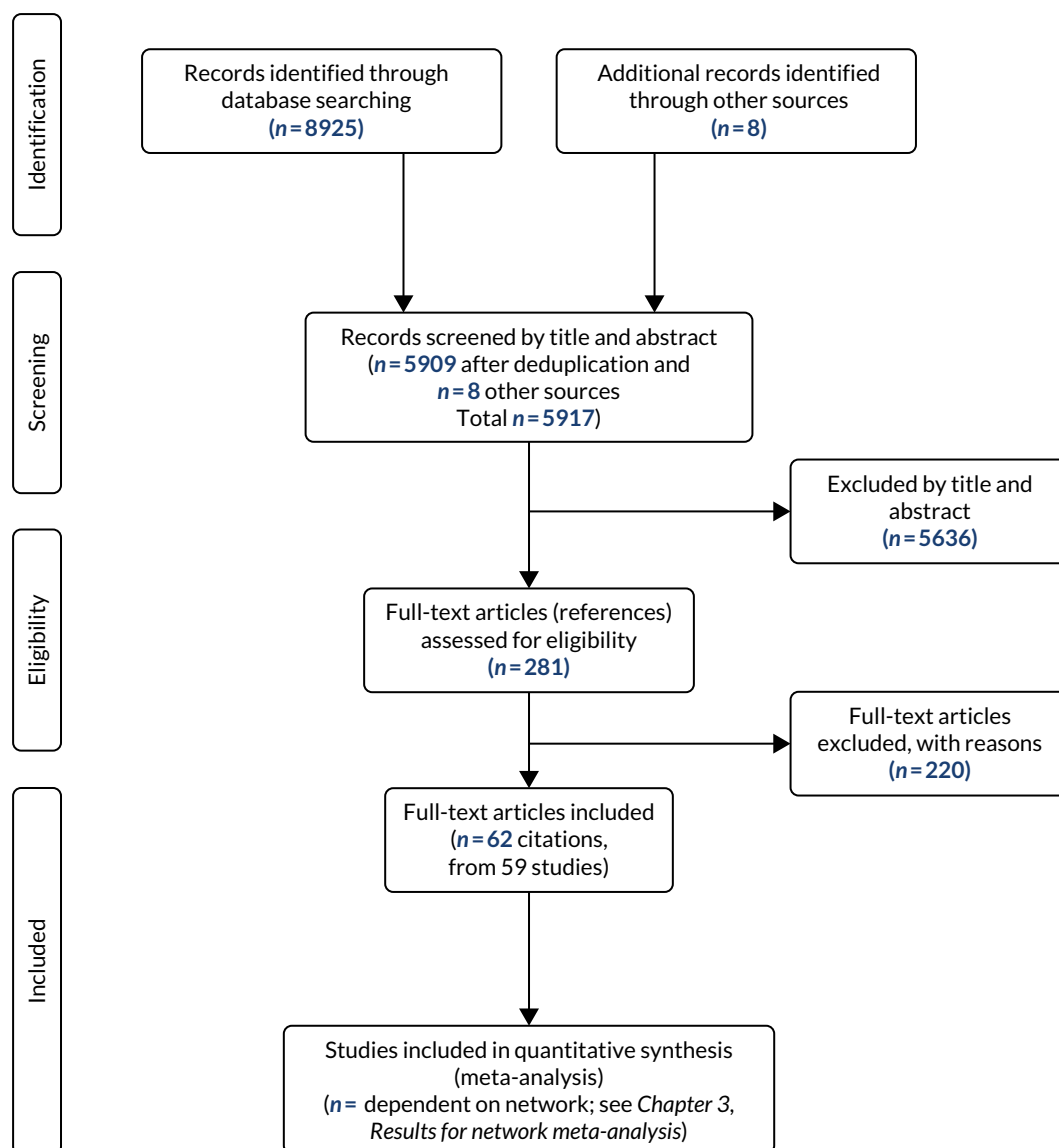 Identification
Records identified through
database searching
(n=8925)
Additional records identified
through other sources
(n=8)
Screening
Records screened by title and abstract
(n=5909 after deduplication and
n=8 other sources
Total n=5917)
Excluded by title and
abstract
(n=5636)
Eligibility
Full-text articles (references)
assessed for eligibility
(n=281)
Full-text articles
excluded, with reasons
(n=220)
Included
Full-text articles included
(n=62 citations,
from 59 studies)
Studies included in quantitative synthesis
(meta-analysis)
(n= dependent on network; see Chapter 3,
Results for network meta-analysis)